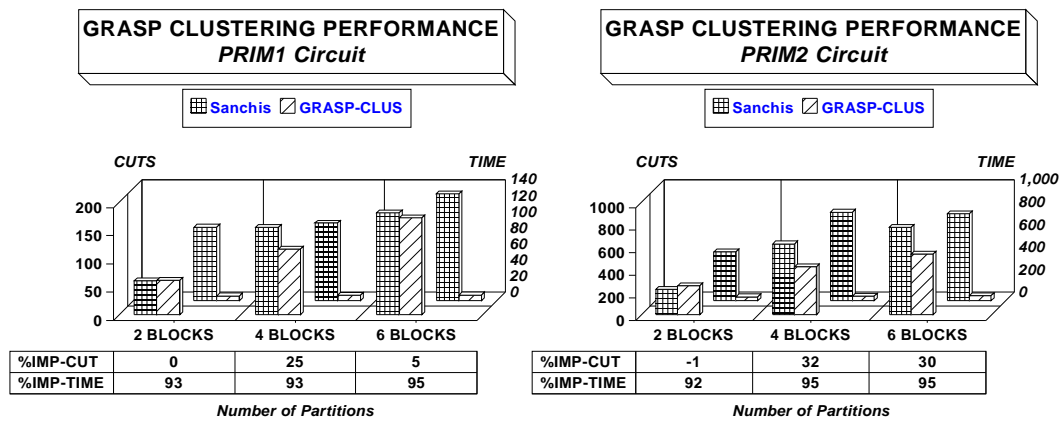 GRASP CLUSTERING PERFORMANCE
PRIM1 Circuit
Sanchis GRASP-CLUS
CUTS TIME
200
150
100
50
0
140
120
100
80
60
40
20
0
2 BLOCKS 4 BLOCKS 6 BLOCKS
%IMP-CUT 0 25 5
%IMP-TIME 93 93 95
Number of Partitions
GRASP CLUSTERING PERFORMANCE
PRIM2 Circuit
Sanchis GRASP-CLUS
CUTS TIME
1000
800
600
400
200
0
1,000
800
600
400
200
0
2 BLOCKS 4 BLOCKS 6 BLOCKS
%IMP-CUT -1 32 30
%IMP-TIME 92 95 95
Number of Partitions